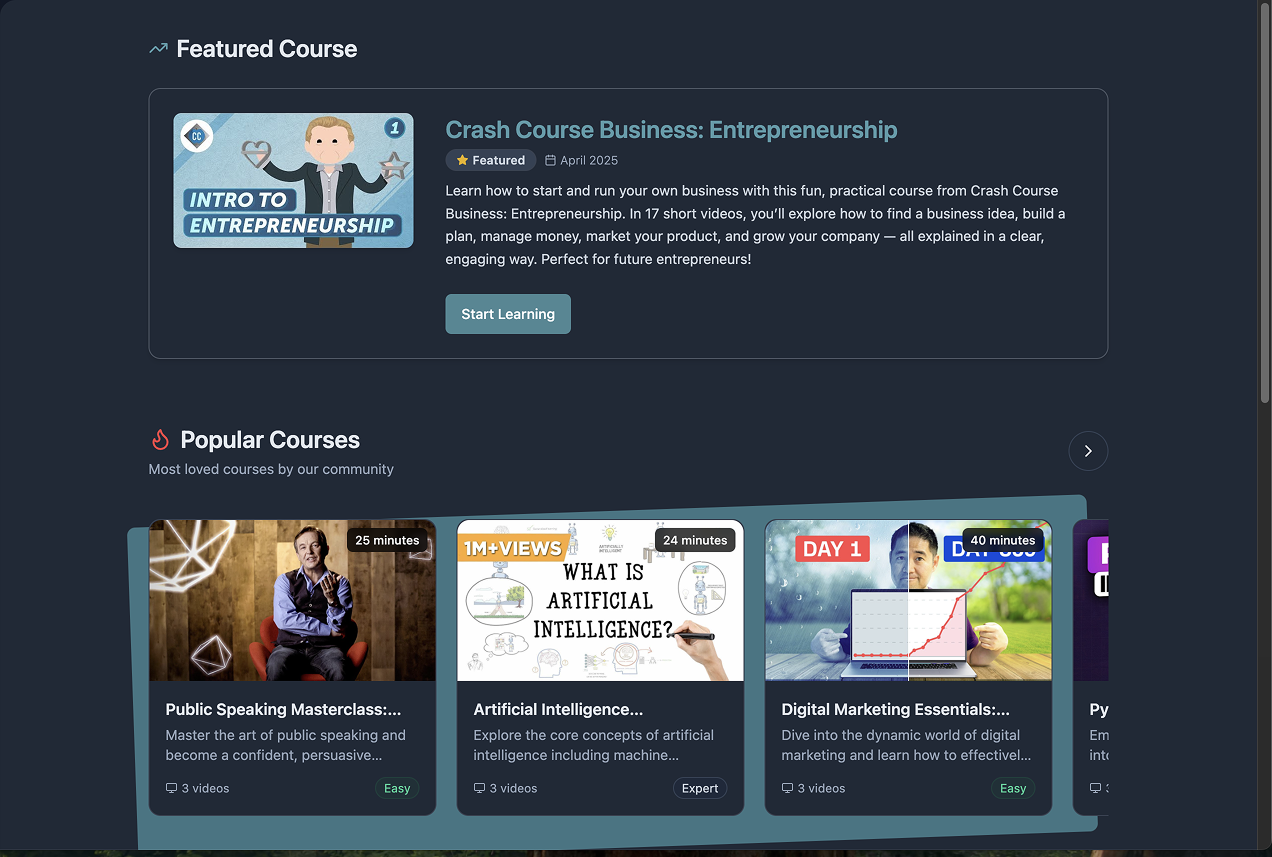 Featured Course
CC
1
INTRO TO
ENTREPRENEURSHIP
Crash Course Business: Entrepreneurship
Featured
April 2025
Learn how to start and run your own business with this fun, practical course from Crash Course
Business: Entrepreneurship. In 17 short videos, you’ll explore how to find a business idea, build a
plan, manage money, market your product, and grow your company — all explained in a clear,
engaging way. Perfect for future entrepreneurs!
Start Learning
Popular Courses
Most loved courses by our community
25 minutes
Public Speaking Masterclass:...
Master the art of public speaking and
become a confident, persuasive...
3 videos
Easy
1M+VIEWS
24 minutes
WHAT IS
ARTIFICIAL
INTELLIGENCE?
Artificial Intelligence...
Explore the core concepts of artificial
intelligence including machine...
3 videos
Expert
DAY 1
40 minutes
Digital Marketing Essentials:...
Dive into the dynamic world of digital
marketing and learn how to effectivel...
3 videos
Easy
Py
Em